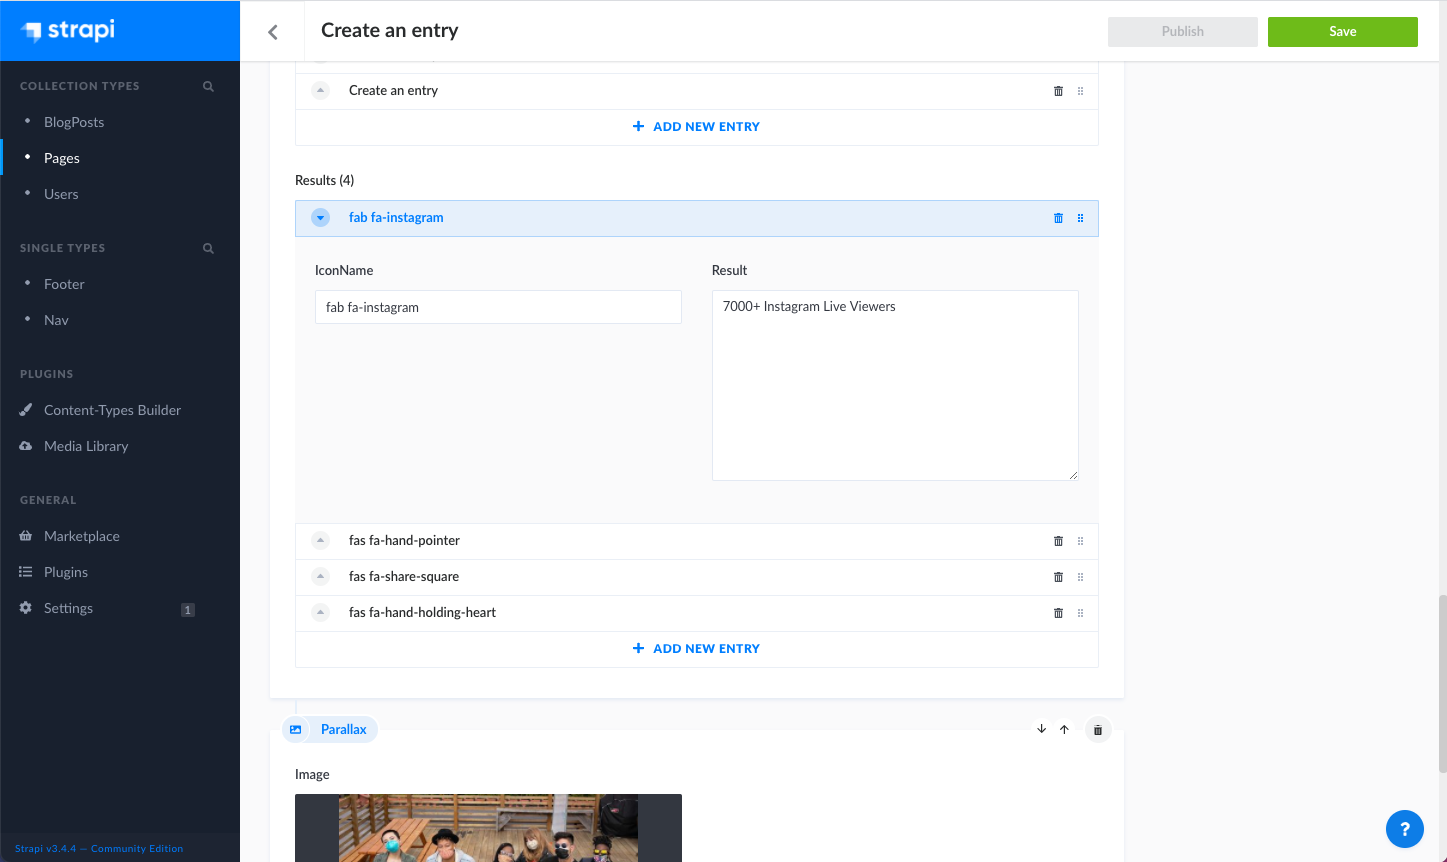 strapi
Create an entry
Publish
Save
COLLECTION TYPES
BlogPosts
Pages
Users
SINGLE TYPES
Footer
Nav
PLUGINS
Content-Types Builder
Media Library
GENERAL
Marketplace
Plugins
Settings
1
Strapi v3.4.4 — Community Edition
Create an entry
ADD NEW ENTRY
Results (4)
fab fa-instagram
IconName
Result
fab fa-instagram
7000+ Instagram Live Viewers
fas fa-hand-pointer
fas fa-share-square
fas fa-hand-holding-heart
ADD NEW ENTRY
Parallax
Image
?